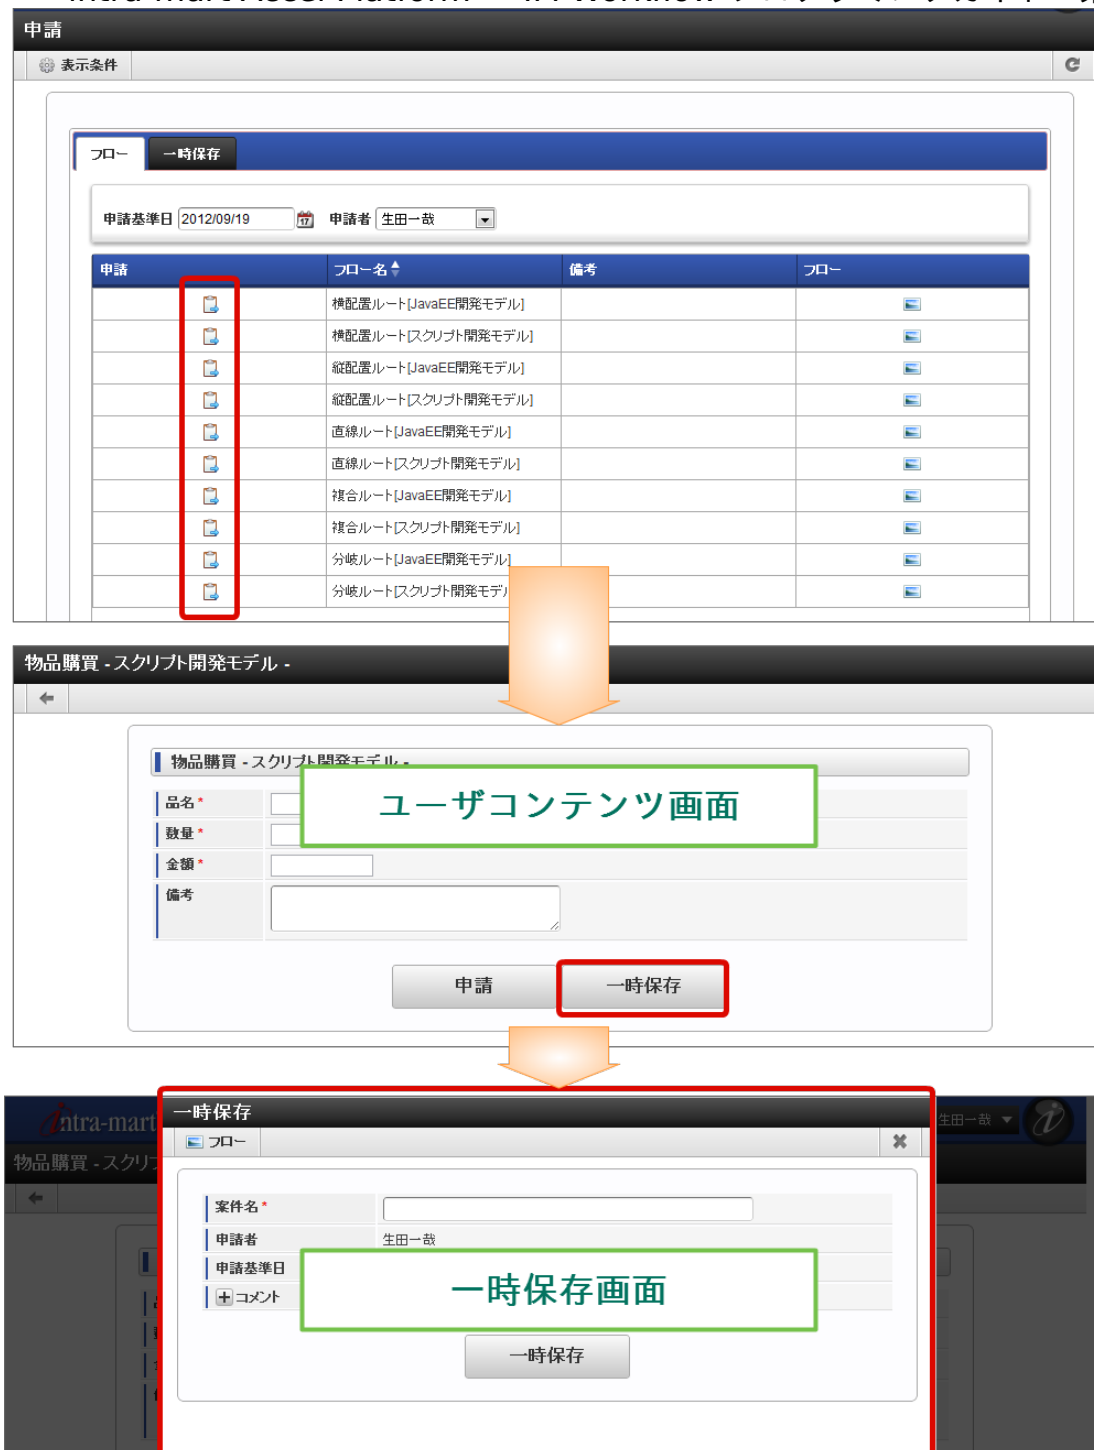 申請
表示条件
フロー 一時保存
申請基準日 2012/09/19 17 申請者 生田一哉
申請 フロー名 備考 フロー
横配置ルート[JavaEE開発モデル]
横配置ルート[スクリプト開発モデル]
縦配置ルート[JavaEE開発モデル]
縦配置ルート[スクリプト開発モデル]
直線ルート[JavaEE開発モデル]
直線ルート[スクリプト開発モデル]
複合ルート[JavaEE開発モデル]
複合ルート[スクリプト開発モデル]
分岐ルート[JavaEE開発モデル]
分岐ルート[スクリプト開発モデ
物品購買 - スクリプト開発モデル -
物品購買 - スクリプト開発モデル -
ユーザコンテンツ画面
品名 *
数量 *
金額 *
備考
申請 一時保存
intra-mart 生田一哉
物品購買 - スクリ
一時保存
フロー
案件名 *
申請者 生田一哉
申請基準日
コメント
一時保存画面
一時保存